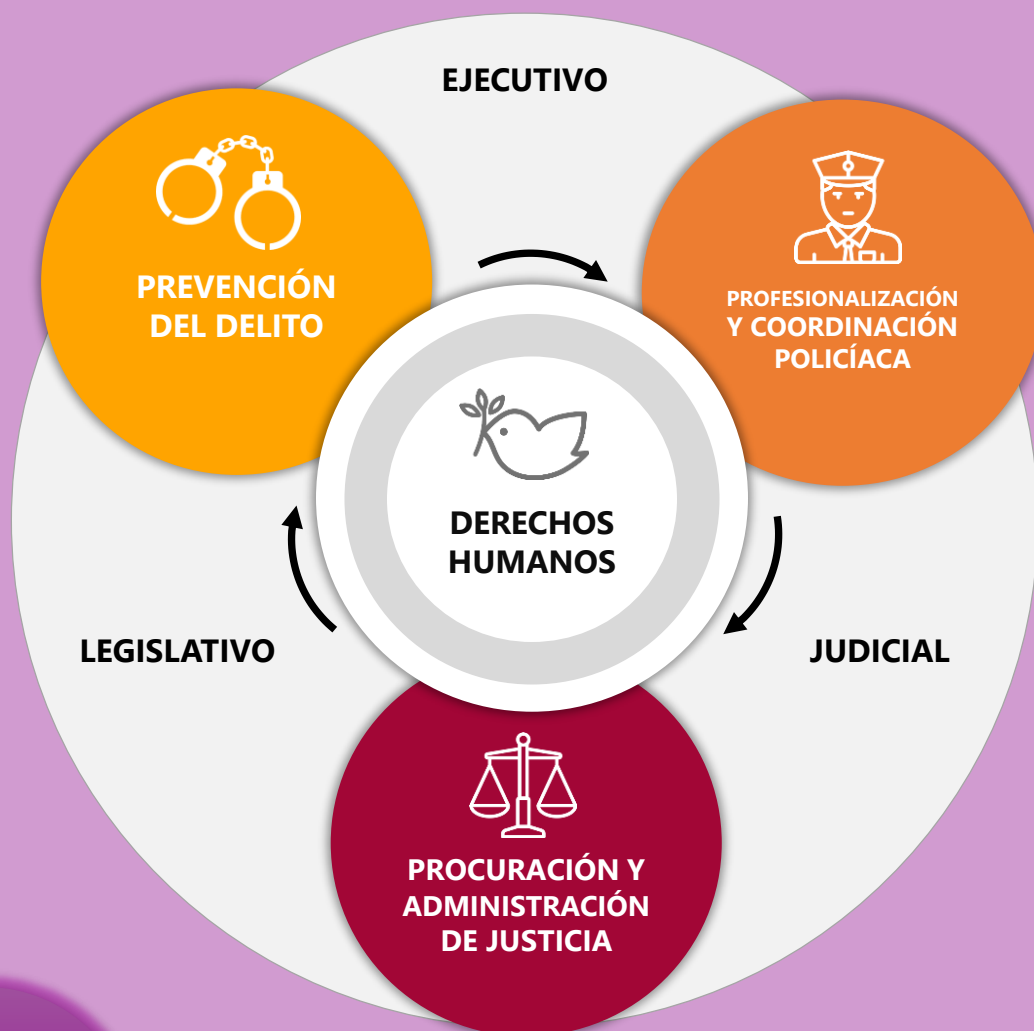 EJECUTIVO
PREVENCIÓN
DEL DELITO
PROFESIONALIZACIÓN
Y COORDINACIÓN
POLICÍACA
DERECHOS
HUMANOS
LEGISLATIVO
JUDICIAL
PROCURACIÓN Y
ADMINISTRACIÓN
DE JUSTICIA